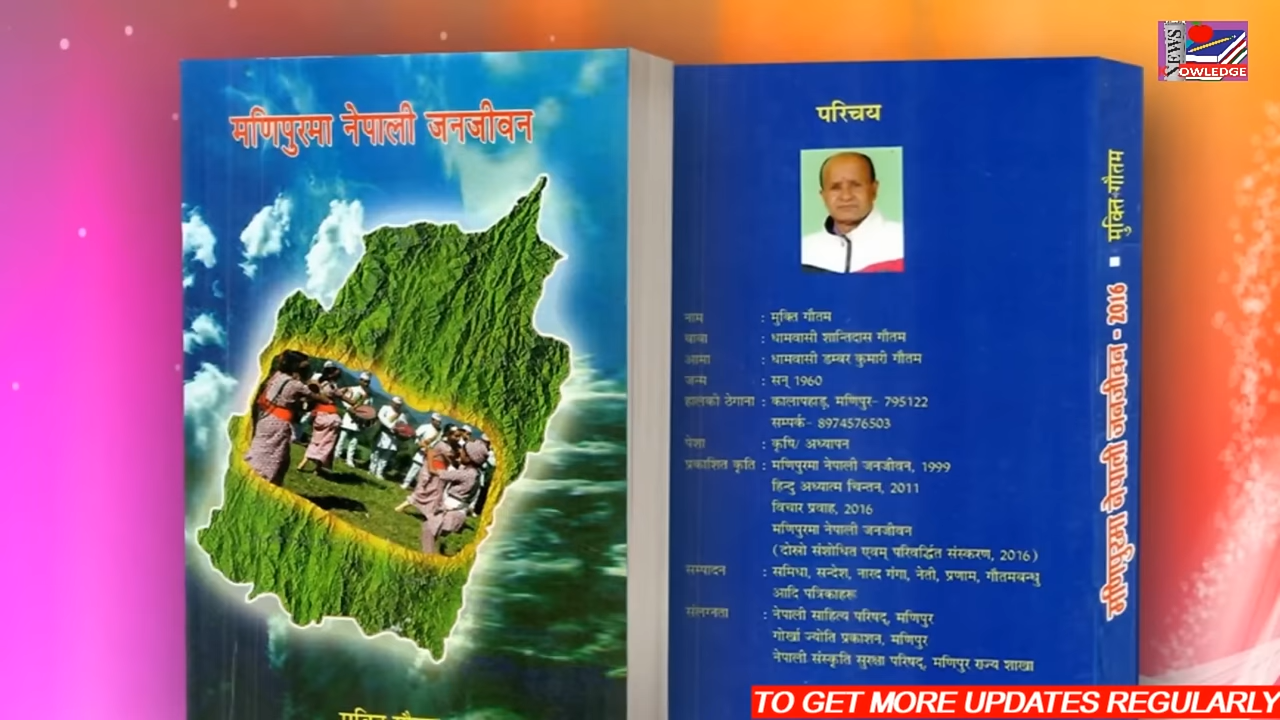 मणिपुरमा नेपाली जनजीवन
परिचय
नाम : मुक्ति गौतम
बाबा : धामवासी शान्तिदास गौतम
आमा : धामवासी डम्बर कुमारी गौतम
जन्म : सन् 1960
हालको ठेगाना : कालापहाड, मणिपुर- 795122
सम्पर्क- 8974576503
पेशा : कृषि/ अध्यापन
प्रकाशित कृति : मणिपुरमा नेपाली जनजीवन, 1999
हिन्दु अध्यात्म चिन्तन, 2011
विचार प्रवाह, 2016
मणिपुरमा नेपाली जनजीवन
(दोस्रो संशोधित एवम् परिवर्द्धित संस्करण, 2016)
सम्पादन : समिधा, सन्देश, नारद गंगा, नेती, प्रणाम, गौतमबन्धु
आदि पत्रिकाहरू
संलग्नता : नेपाली साहित्य परिषद्, मणिपुर
गोर्खा ज्योति प्रकाशन, मणिपुर
नेपाली संस्कृति सुरक्षा परिषद्, मणिपुर राज्य शाखा
मणिपुरमा नेपाली जनजीवन - 2016 ■ मुक्ति गौतम
NEWS
OWLEDGE
TO GET MORE UPDATES REGULARLY